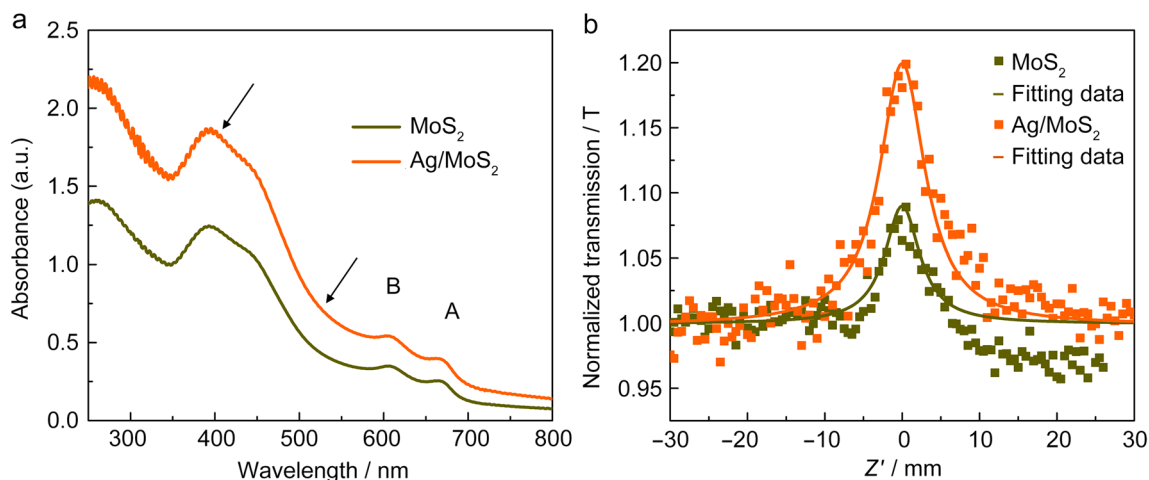 a
2.5
2.0
1.5
1.0
0.5
0.0
Absorbance (a.u.)
300 400 500 600 700 800
Wavelength / nm
MoS₂
Ag/MoS₂
B
A
b
1.20
1.15
1.10
1.05
1.00
0.95
Normalized transmission / T
−30 −20 −10 0 10 20 30
Z' / mm
MoS₂
Fitting data
Ag/MoS₂
Fitting data